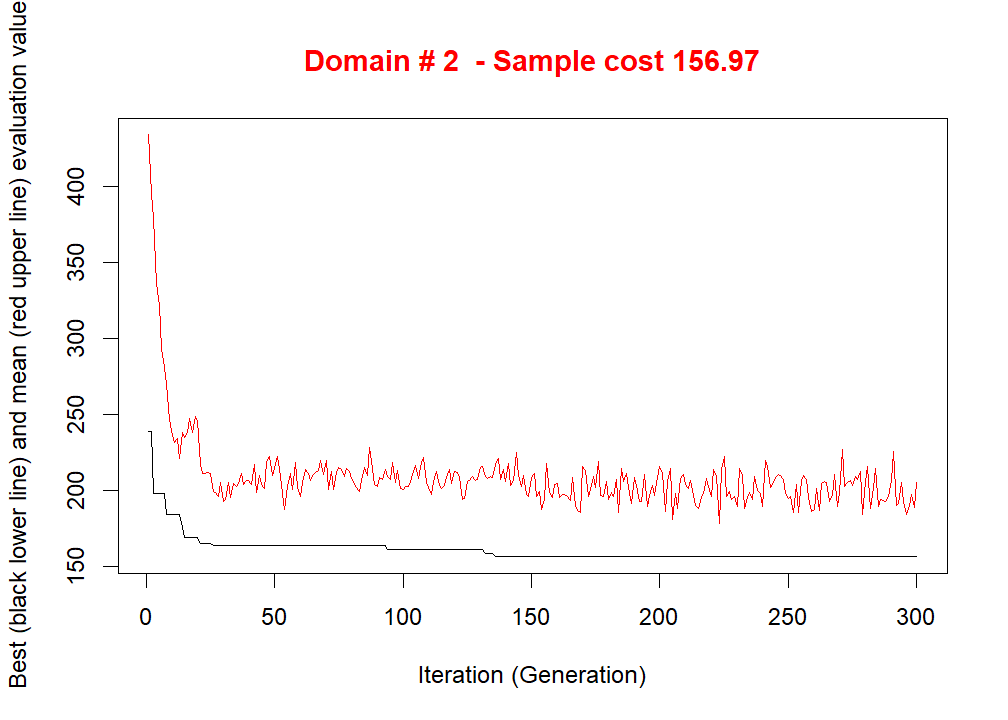 Domain # 2  - Sample cost 156.97
Best (black lower line) and mean (red upper line) evaluation value
400
350
300
250
200
150
0 50 100 150 200 250 300
Iteration (Generation)